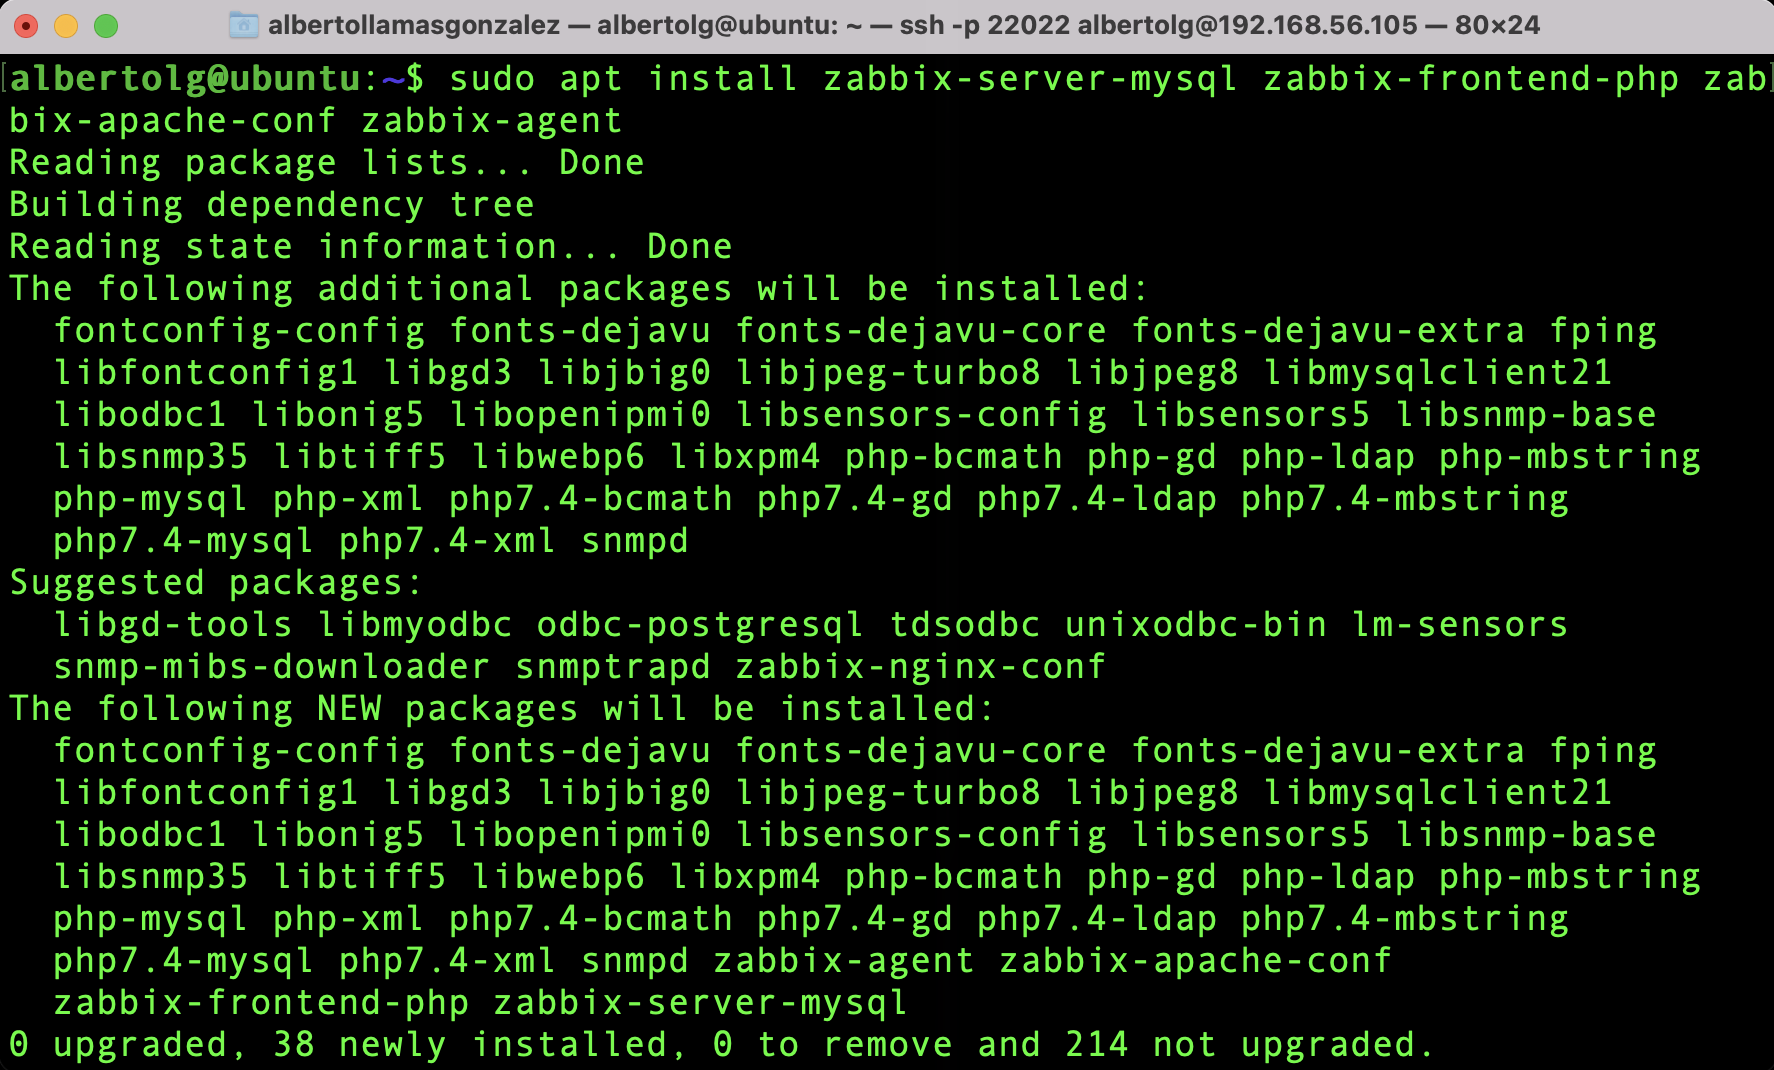 albertollamasgonzalez — albertolg@ubuntu: ~ — ssh -p 22022 albertolg@192.168.56.105 — 80×24
[albertolg@ubuntu:~$ sudo apt install zabbix-server-mysql zabbix-frontend-php zab]
bix-apache-conf zabbix-agent
Reading package lists... Done
Building dependency tree
Reading state information... Done
The following additional packages will be installed:
  fontconfig-config fonts-dejavu fonts-dejavu-core fonts-dejavu-extra fping
  libfontconfig1 libgd3 libjbig0 libjpeg-turbo8 libjpeg8 libmysqlclient21
  libodbc1 libonig5 libopenipmi0 libsensors-config libsensors5 libsnmp-base
  libsnmp35 libtiff5 libwebp6 libxpm4 php-bcmath php-gd php-ldap php-mbstring
  php-mysql php-xml php7.4-bcmath php7.4-gd php7.4-ldap php7.4-mbstring
  php7.4-mysql php7.4-xml snmpd
Suggested packages:
  libgd-tools libmyodbc odbc-postgresql tdsodbc unixodbc-bin lm-sensors
  snmp-mibs-downloader snmptrapd zabbix-nginx-conf
The following NEW packages will be installed:
  fontconfig-config fonts-dejavu fonts-dejavu-core fonts-dejavu-extra fping
  libfontconfig1 libgd3 libjbig0 libjpeg-turbo8 libjpeg8 libmysqlclient21
  libodbc1 libonig5 libopenipmi0 libsensors-config libsensors5 libsnmp-base
  libsnmp35 libtiff5 libwebp6 libxpm4 php-bcmath php-gd php-ldap php-mbstring
  php-mysql php-xml php7.4-bcmath php7.4-gd php7.4-ldap php7.4-mbstring
  php7.4-mysql php7.4-xml snmpd zabbix-agent zabbix-apache-conf
  zabbix-frontend-php zabbix-server-mysql
0 upgraded, 38 newly installed, 0 to remove and 214 not upgraded.